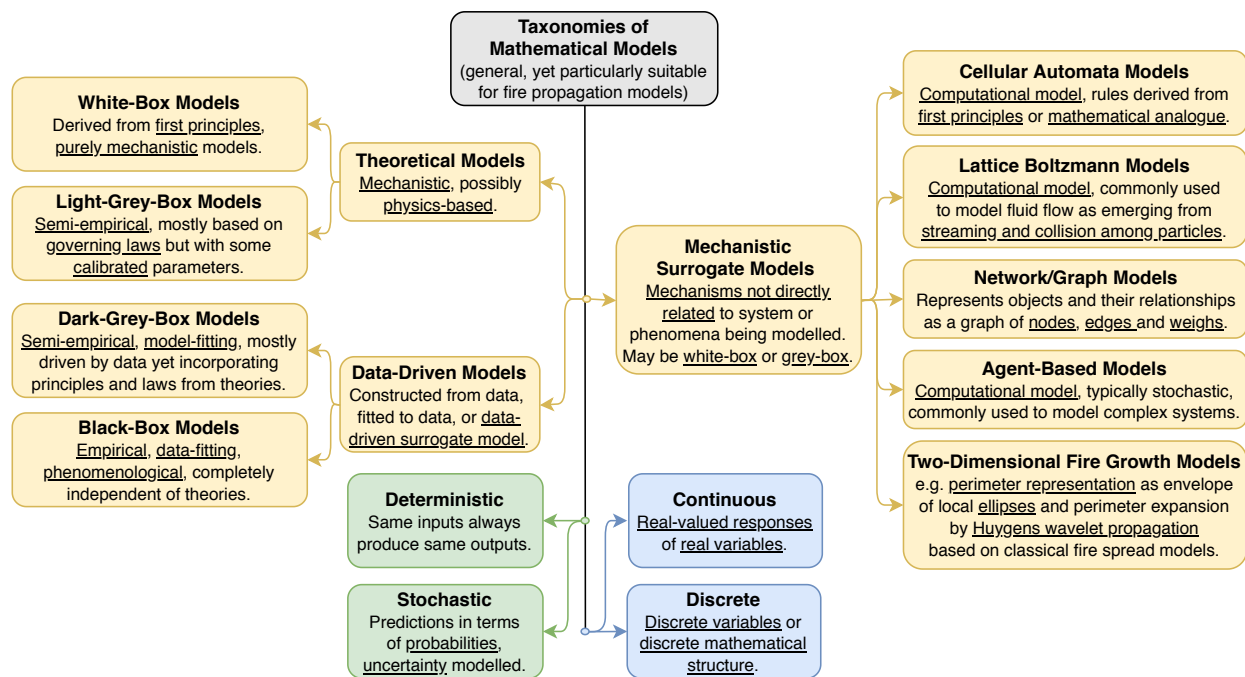 Taxonomies of
Mathematical Models
(general, yet particularly suitable
for fire propagation models)
White-Box Models
Derived from first principles,
purely mechanistic models.
Light-Grey-Box Models
Semi-empirical, mostly based on
governing laws but with some
calibrated parameters.
Dark-Grey-Box Models
Semi-empirical, model-fitting, mostly
driven by data yet incorporating
principles and laws from theories.
Black-Box Models
Empirical, data-fitting,
phenomenological, completely
independent of theories.
Theoretical Models
Mechanistic, possibly
physics-based.
Data-Driven Models
Constructed from data,
fitted to data, or data-
driven surrogate model.
Mechanistic
Surrogate Models
Mechanisms not directly
related to system or
phenomena being modelled.
May be white-box or grey-box.
Cellular Automata Models
Computational model, rules derived from
first principles or mathematical analogue.
Lattice Boltzmann Models
Computational model, commonly used
to model fluid flow as emerging from
streaming and collision among particles.
Network/Graph Models
Represents objects and their relationships
as a graph of nodes, edges and weighs.
Agent-Based Models
Computational model, typically stochastic,
commonly used to model complex systems.
Two-Dimensional Fire Growth Models
e.g. perimeter representation as envelope
of local ellipses and perimeter expansion
by Huygens wavelet propagation
based on classical fire spread models.
Deterministic
Same inputs always
produce same outputs.
Stochastic
Predictions in terms
of probabilities,
uncertainty modelled.
Continuous
Real-valued responses
of real variables.
Discrete
Discrete variables or
discrete mathematical
structure.